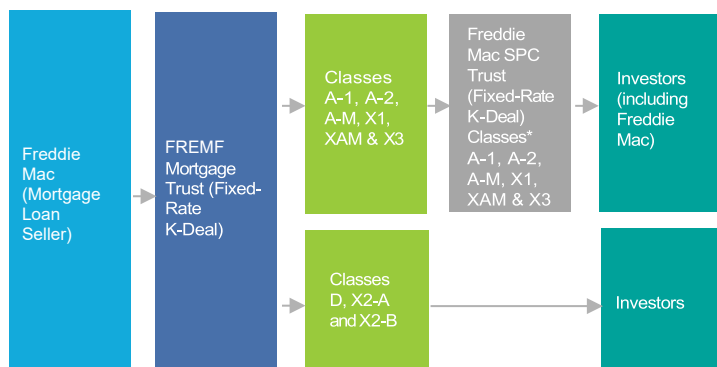 Freddie
Mac
(Mortgage
Loan
Seller)
FREMF
Mortgage
Trust (Fixed-
Rate
K-Deal)
Classes
A-1, A-2,
A-M, X1,
XAM & X3
Freddie
Mac SPC
Trust
(Fixed-Rate
K-Deal)
Classes*
A-1, A-2,
A-M, X1,
XAM & X3
Investors
(including
Freddie
Mac)
Classes
D, X2-A
and X2-B
Investors